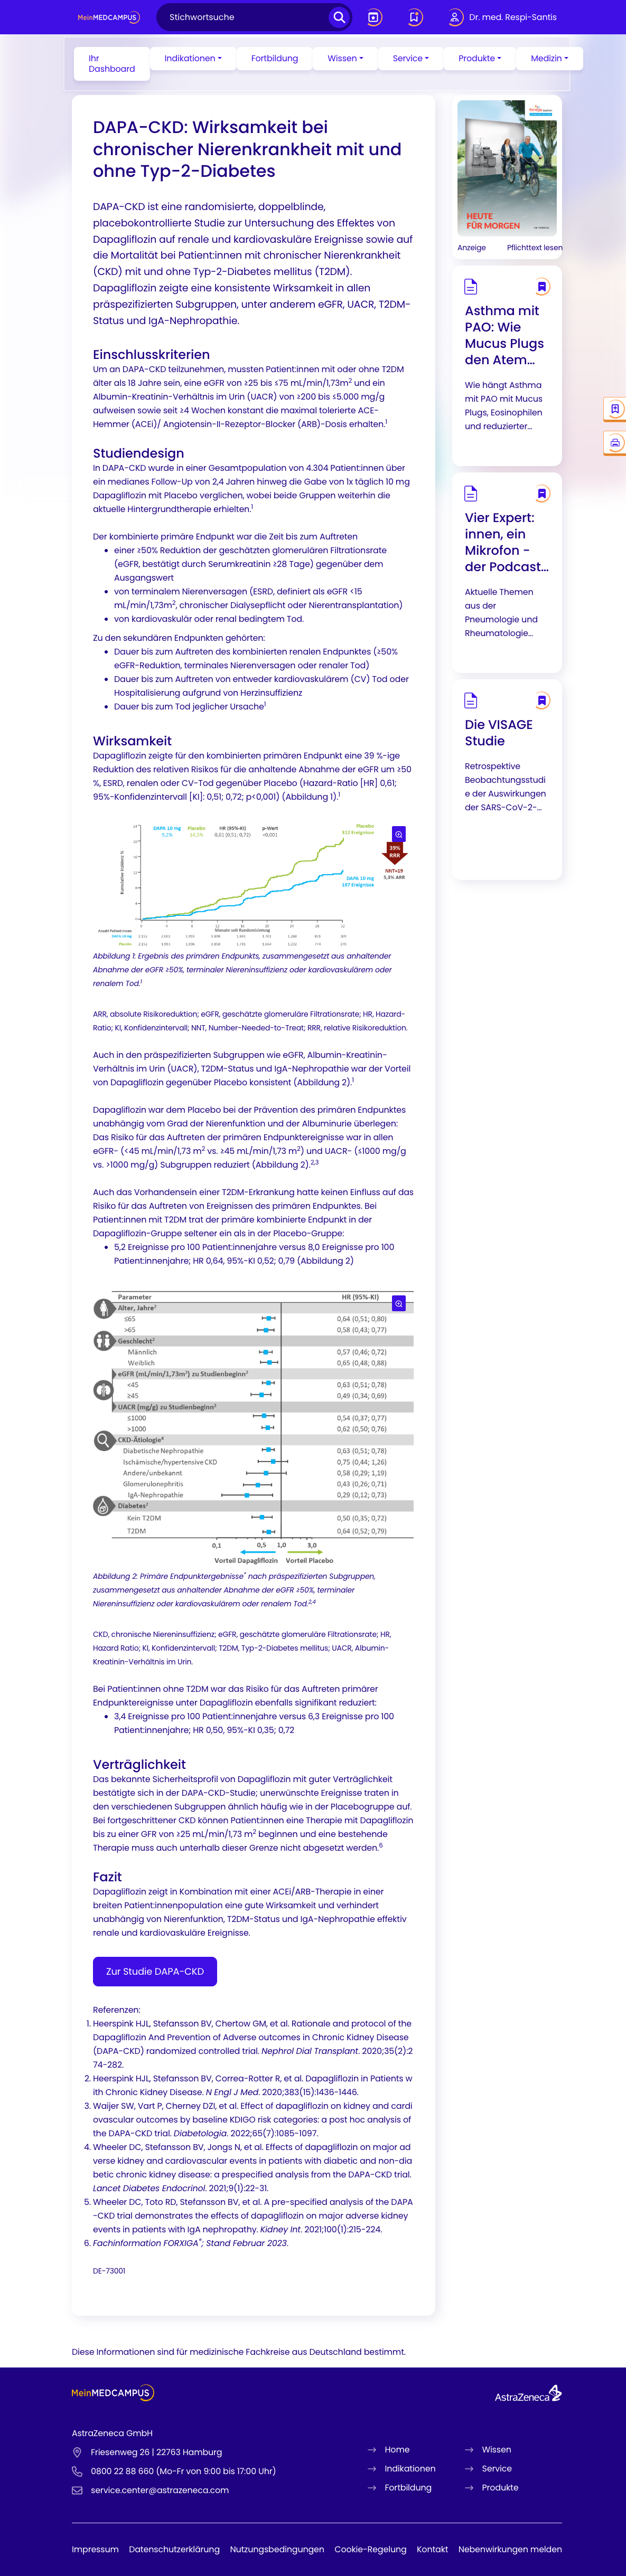 MeinMEDCAMPUS
Stichwortsuche
Dr. med. Respi-Santis
Ihr
Dashboard
Indikationen
Fortbildung
Wissen
Service
Produkte
Medizin
DAPA-CKD: Wirksamkeit bei
chronischer Nierenkrankheit mit und
ohne Typ-2-Diabetes
DAPA-CKD ist eine randomisierte, doppelblinde,
placebokontrollierte Studie zur Untersuchung des Effektes von
Dapagliflozin auf renale und kardiovaskuläre Ereignisse sowie auf
die Mortalität bei Patient:innen mit chronischer Nierenkrankheit
(CKD) mit und ohne Typ-2-Diabetes mellitus (T2DM).
Dapagliflozin zeigte eine konsistente Wirksamkeit in allen
präspezifizierten Subgruppen, unter anderem eGFR, UACR, T2DM-
Status und IgA-Nephropathie.
Einschlusskriterien
Um an DAPA-CKD teilzunehmen, mussten Patient:innen mit oder ohne T2DM
älter als 18 Jahre sein, eine eGFR von ≥25 bis ≤75 mL/min/1,73m² und ein
Albumin-Kreatinin-Verhältnis im Urin (UACR) von ≥200 bis ≤5.000 mg/g
aufweisen sowie seit ≥4 Wochen konstant die maximal tolerierte ACE-
Hemmer (ACEi)/ Angiotensin-II-Rezeptor-Blocker (ARB)-Dosis erhalten.¹
Studiendesign
In DAPA-CKD wurde in einer Gesamtpopulation von 4.304 Patient:innen über
ein medianes Follow-Up von 2,4 Jahren hinweg die Gabe von 1x täglich 10 mg
Dapagliflozin mit Placebo verglichen, wobei beide Gruppen weiterhin die
aktuelle Hintergrundtherapie erhielten.¹
Der kombinierte primäre Endpunkt war die Zeit bis zum Auftreten
• einer ≥50% Reduktion der geschätzten glomerulären Filtrationsrate
(eGFR, bestätigt durch Serumkreatinin ≥28 Tage) gegenüber dem
Ausgangswert
• von terminalem Nierenversagen (ESRD, definiert als eGFR <15
mL/min/1,73m², chronischer Dialysepflicht oder Nierentransplantation)
• von kardiovaskulär oder renal bedingtem Tod.
Zu den sekundären Endpunkten gehörten:
• Dauer bis zum Auftreten des kombinierten renalen Endpunktes (≥50%
eGFR-Reduktion, terminales Nierenversagen oder renaler Tod)
• Dauer bis zum Auftreten von entweder kardiovaskulärem (CV) Tod oder
Hospitalisierung aufgrund von Herzinsuffizienz
• Dauer bis zum Tod jeglicher Ursache¹
Wirksamkeit
Dapagliflozin zeigte für den kombinierten primären Endpunkt eine 39 %-ige
Reduktion des relativen Risikos für die anhaltende Abnahme der eGFR um ≥50
%, ESRD, renalen oder CV-Tod gegenüber Placebo (Hazard-Ratio [HR] 0,61;
95%-Konfidenzintervall [KI]: 0,51; 0,72; p<0,001) (Abbildung 1).¹
DAPA 10 mg Placebo HR (95%-KI) p-Wert
9,2% 14,5% 0,61 (0,51; 0,72) <0,001
Placebo
312 Ereignisse
39%
RRR
NNT=19
5,3% ARR
DAPA 10 mg
197 Ereignisse
Kumulative Inzidenz %
Monate seit Randomisierung
Anzahl Patient:innen
DAPA 10 mg
Placebo
Abbildung 1: Ergebnis des primären Endpunkts, zusammengesetzt aus anhaltender
Abnahme der eGFR ≥50%, terminaler Niereninsuffizienz oder kardiovaskulärem oder
renalem Tod.¹
ARR, absolute Risikoreduktion; eGFR, geschätzte glomeruläre Filtrationsrate; HR, Hazard-
Ratio; KI, Konfidenzintervall; NNT, Number-Needed-to-Treat; RRR, relative Risikoreduktion.
Auch in den präspezifizierten Subgruppen wie eGFR, Albumin-Kreatinin-
Verhältnis im Urin (UACR), T2DM-Status und IgA-Nephropathie war der Vorteil
von Dapagliflozin gegenüber Placebo konsistent (Abbildung 2).¹
Dapagliflozin war dem Placebo bei der Prävention des primären Endpunktes
unabhängig vom Grad der Nierenfunktion und der Albuminurie überlegen:
Das Risiko für das Auftreten der primären Endpunktereignisse war in allen
eGFR- (<45 mL/min/1,73 m² vs. ≥45 mL/min/1,73 m²) und UACR- (≤1000 mg/g
vs. >1000 mg/g) Subgruppen reduziert (Abbildung 2).²,³
Auch das Vorhandensein einer T2DM-Erkrankung hatte keinen Einfluss auf das
Risiko für das Auftreten von Ereignissen des primären Endpunktes. Bei
Patient:innen mit T2DM trat der primäre kombinierte Endpunkt in der
Dapagliflozin-Gruppe seltener ein als in der Placebo-Gruppe:
• 5,2 Ereignisse pro 100 Patient:innenjahre versus 8,0 Ereignisse pro 100
Patient:innenjahre; HR 0,64, 95%-KI 0,52; 0,79 (Abbildung 2)
Parameter HR (95%-KI)
Alter, Jahre²
≤65 0,64 (0,51; 0,80)
>65 0,58 (0,43; 0,77)
Geschlecht²
Männlich 0,57 (0,46; 0,72)
Weiblich 0,65 (0,48; 0,88)
eGFR (mL/min/1,73m²) zu Studienbeginn²
<45 0,63 (0,51; 0,78)
≥45 0,49 (0,34; 0,69)
UACR (mg/g) zu Studienbeginn²
≤1000 0,54 (0,37; 0,77)
>1000 0,62 (0,50; 0,76)
CKD-Ätiologie⁴
Diabetische Nephropathie 0,63 (0,51; 0,78)
Ischämische/hypertensive CKD 0,75 (0,44; 1,26)
Andere/unbekannt 0,58 (0,29; 1,19)
Glomerulonephritis 0,43 (0,26; 0,71)
IgA-Nephropathie 0,29 (0,12; 0,73)
Diabetes²
Kein T2DM 0,50 (0,35; 0,72)
T2DM 0,64 (0,52; 0,79)
0,1 0,5 1,0 3,0
Vorteil Dapagliflozin Vorteil Placebo
Abbildung 2: Primäre Endpunktergebnisse* nach präspezifizierten Subgruppen,
zusammengesetzt aus anhaltender Abnahme der eGFR ≥50%, terminaler
Niereninsuffizienz oder kardiovaskulärem oder renalem Tod.²,⁴
CKD, chronische Niereninsuffizienz; eGFR, geschätzte glomeruläre Filtrationsrate; HR,
Hazard Ratio; KI, Konfidenzintervall; T2DM, Typ-2-Diabetes mellitus; UACR, Albumin-
Kreatinin-Verhältnis im Urin.
Bei Patient:innen ohne T2DM war das Risiko für das Auftreten primärer
Endpunktereignisse unter Dapagliflozin ebenfalls signifikant reduziert:
• 3,4 Ereignisse pro 100 Patient:innenjahre versus 6,3 Ereignisse pro 100
Patient:innenjahre; HR 0,50, 95%-KI 0,35; 0,72
Verträglichkeit
Das bekannte Sicherheitsprofil von Dapagliflozin mit guter Verträglichkeit
bestätigte sich in der DAPA-CKD-Studie; unerwünschte Ereignisse traten in
den verschiedenen Subgruppen ähnlich häufig wie in der Placebogruppe auf.
Bei fortgeschrittener CKD können Patient:innen eine Therapie mit Dapagliflozin
bis zu einer GFR von ≥25 mL/min/1,73 m² beginnen und eine bestehende
Therapie muss auch unterhalb dieser Grenze nicht abgesetzt werden.⁶
Fazit
Dapagliflozin zeigt in Kombination mit einer ACEi/ARB-Therapie in einer
breiten Patient:innenpopulation eine gute Wirksamkeit und verhindert
unabhängig von Nierenfunktion, T2DM-Status und IgA-Nephropathie effektiv
renale und kardiovaskuläre Ereignisse.
Zur Studie DAPA-CKD
Referenzen:
1. Heerspink HJL, Stefansson BV, Chertow GM, et al. Rationale and protocol of the
Dapagliflozin And Prevention of Adverse outcomes in Chronic Kidney Disease
(DAPA-CKD) randomized controlled trial. Nephrol Dial Transplant. 2020;35(2):2
74-282.
2. Heerspink HJL, Stefansson BV, Correa-Rotter R, et al. Dapagliflozin in Patients w
ith Chronic Kidney Disease. N Engl J Med. 2020;383(15):1436-1446.
3. Waijer SW, Vart P, Cherney DZI, et al. Effect of dapagliflozin on kidney and cardi
ovascular outcomes by baseline KDIGO risk categories: a post hoc analysis of
the DAPA-CKD trial. Diabetologia. 2022;65(7):1085-1097.
4. Wheeler DC, Stefansson BV, Jongs N, et al. Effects of dapagliflozin on major ad
verse kidney and cardiovascular events in patients with diabetic and non-dia
betic chronic kidney disease: a prespecified analysis from the DAPA-CKD trial.
Lancet Diabetes Endocrinol. 2021;9(1):22-31.
5. Wheeler DC, Toto RD, Stefansson BV, et al. A pre-specified analysis of the DAPA
-CKD trial demonstrates the effects of dapagliflozin on major adverse kidney
events in patients with IgA nephropathy. Kidney Int. 2021;100(1):215-224.
6. Fachinformation FORXIGA®; Stand Februar 2023.
DE-73001
HEUTE
FÜR MORGEN
Anzeige
Pflichttext lesen
Asthma mit
PAO: Wie
Mucus Plugs
den Atem...
Wie hängt Asthma
mit PAO mit Mucus
Plugs, Eosinophilen
und reduzierter...
Vier Expert:
innen, ein
Mikrofon -
der Podcast...
Aktuelle Themen
aus der
Pneumologie und
Rheumatologie...
Die VISAGE
Studie
Retrospektive
Beobachtungsstudi
e der Auswirkungen
der SARS-CoV-2-...
Diese Informationen sind für medizinische Fachkreise aus Deutschland bestimmt.
MeinMEDCAMPUS
AstraZeneca
AstraZeneca GmbH
Friesenweg 26 | 22763 Hamburg
0800 22 88 660 (Mo-Fr von 9:00 bis 17:00 Uhr)
service.center@astrazeneca.com
Home
Indikationen
Fortbildung
Wissen
Service
Produkte
Impressum
Datenschutzerklärung
Nutzungsbedingungen
Cookie-Regelung
Kontakt
Nebenwirkungen melden